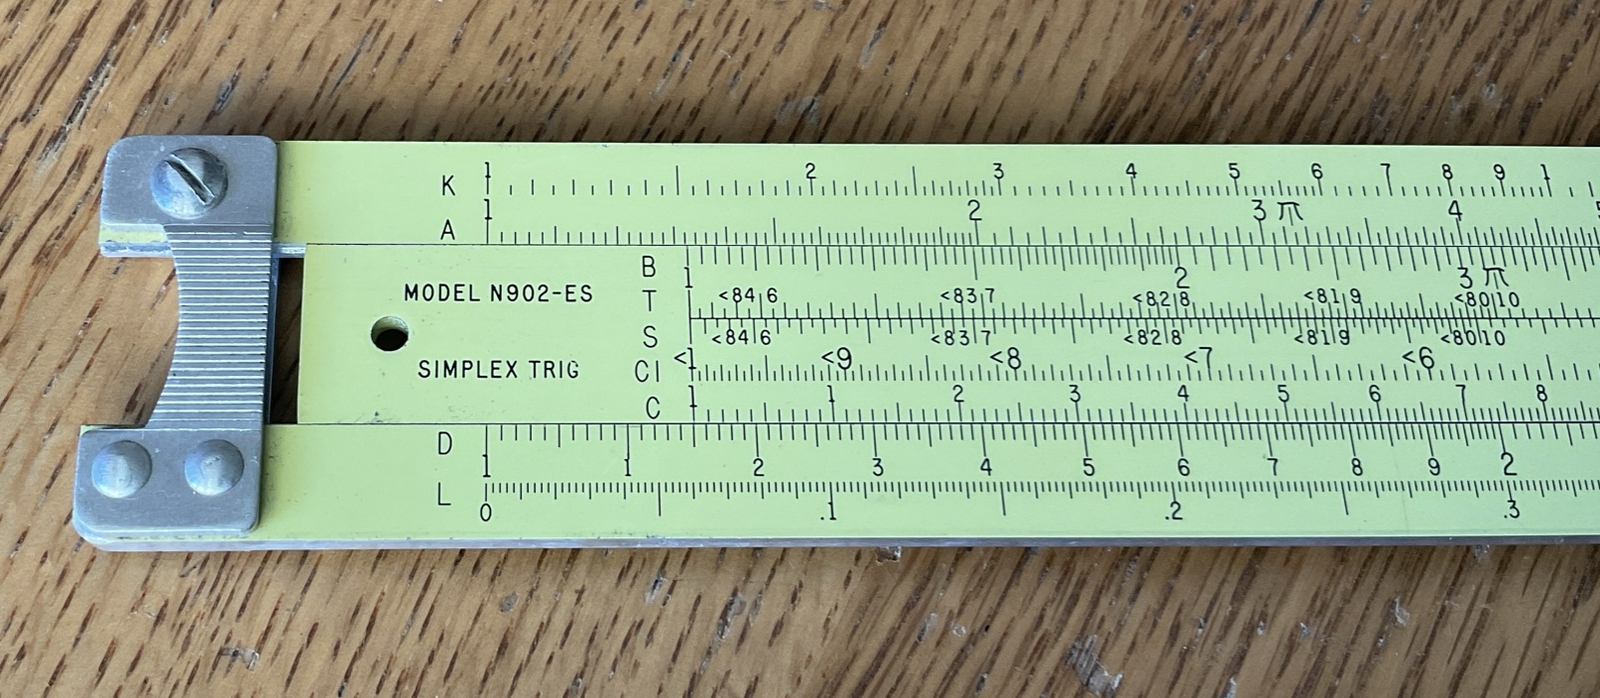 K 1 2 3 4 5 6 7 8 9 1
A 1 2 3 π 4
B 1 2 3 π
MODEL N902-ES
T <84|6 <83|7 <82|8 <81|9 <80|10
S <84|6 <83|7 <82|8 <81|9 <80|10
SIMPLEX TRIG
CI <1 <9 <8 <7 <6
C 1 1 2 3 4 5 6 7 8
D 1 1 2 3 4 5 6 7 8 9 2
L 0 .1 .2 .3